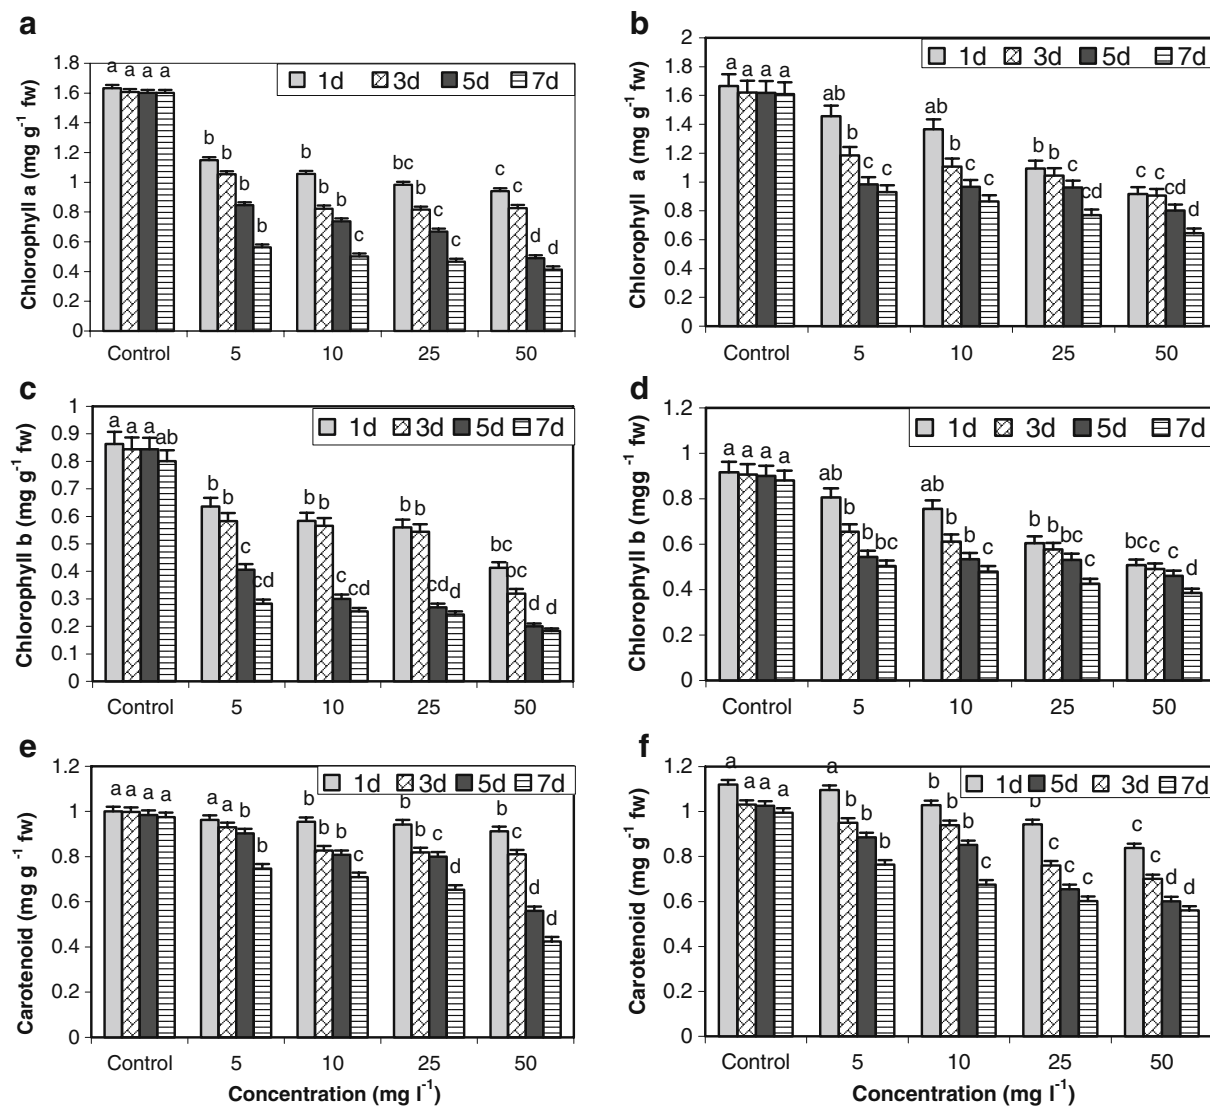 a
Chlorophyll a (mg g-1 fw)
1d 3d 5d 7d
1.8
1.6
1.4
1.2
1
0.8
0.6
0.4
0.2
0
a a a a
b b b b
b b b c
bc b c c
c c d d
Control 5 10 25 50
b
Chlorophyll a (mg g-1 fw)
1d 3d 5d 7d
2
1.8
1.6
1.4
1.2
1
0.8
0.6
0.4
0.2
0
a a a a
ab b c c
ab b c c
b b c cd
c c cd d
Control 5 10 25 50
c
Chlorophyll b (mg g-1 fw)
1d 3d 5d 7d
1
0.9
0.8
0.7
0.6
0.5
0.4
0.3
0.2
0.1
0
a a a ab
b b c cd
b b c cd
b b cd d
bc bc d d
Control 5 10 25 50
d
Chlorophyll b (mgg-1 fw)
1d 3d 5d 7d
1.2
1
0.8
0.6
0.4
0.2
0
a a a a
ab b b bc
ab b b c
b b bc d
bc c c d
Control 5 10 25 50
e
Carotenoid (mg g -1 fw)
1d 3d 5d 7d
1.2
1
0.8
0.6
0.4
0.2
0
a a a a
a a b b
b b b c
b b c d
b c d d
Control 5 10 25 50
Concentration (mg l-1)
f
Carotenoid (mg g-1 fw)
1d 5d 3d 7d
1.2
1
0.8
0.6
0.4
0.2
0
a a a a
a b b b
b b b c
b c c c
c c d d
Control 5 10 25 50
Concentration (mg l-1)